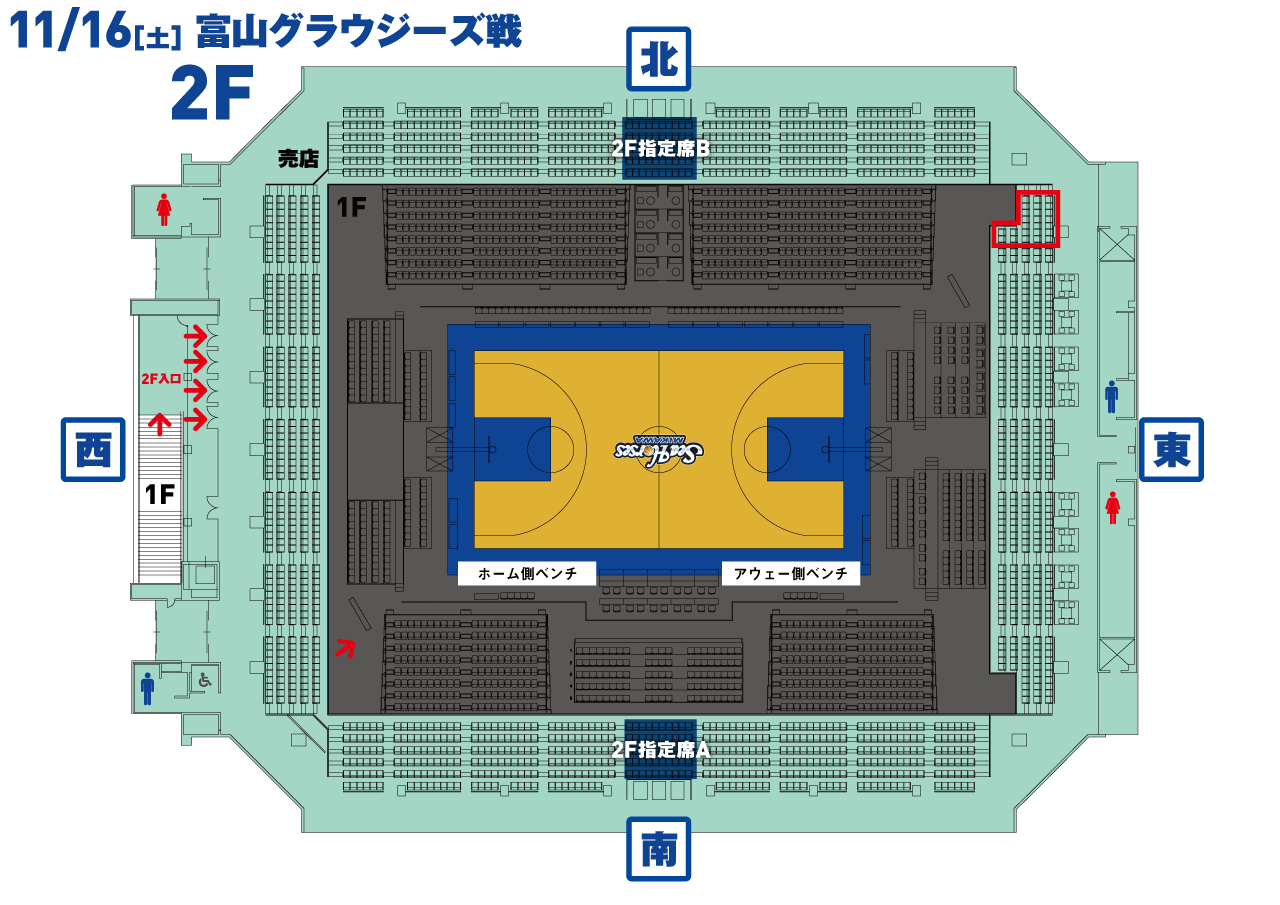 11/16[土] 富山グラウジーズ戦
2F
北
2F指定席B
売店
1F
2F入口
西
東
1F
SeaHorses
MIKAWA
ホーム側ベンチ
アウェー側ベンチ
2F指定席A
南